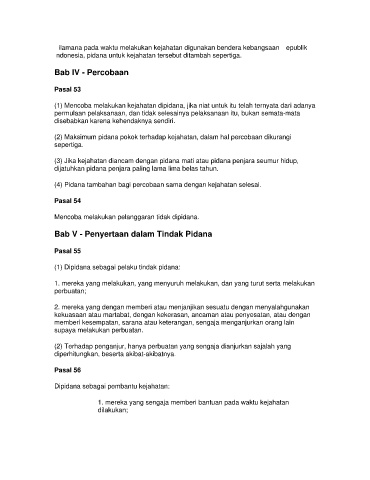 ilamana pada waktu melakukan kejahatan digunakan bendera kebangsaan epublik
ndonesia, pidana untuk kejahatan tersebut ditambah sepertiga.
Bab IV - Percobaan
Pasal 53
(1) Mencoba melakukan kejahatan dipidana, jika niat untuk itu telah ternyata dari adanya
permulaan pelaksanaan, dan tidak selesainya pelaksanaan itu, bukan semata-mata
disebabkan karena kehendaknya sendiri.
(2) Maksimum pidana pokok terhadap kejahatan, dalam hal percobaan dikurangi
sepertiga.
(3) Jika kejahatan diancam dengan pidana mati atau pidana penjara seumur hidup,
dijatuhkan pidana penjara paling lama lima belas tahun.
(4) Pidana tambahan bagi percobaan sama dengan kejahatan selesai.
Pasal 54
Mencoba melakukan pelanggaran tidak dipidana.
Bab V - Penyertaan dalam Tindak Pidana
Pasal 55
(1) Dipidana sebagai pelaku tindak pidana:
1. mereka yang melakukan, yang menyuruh melakukan, dan yang turut serta melakukan
perbuatan;
2. mereka yang dengan memberi atau menjanjikan sesuatu dengan menyalahgunakan
kekuasaan atau martabat, dengan kekerasan, ancaman atau penyesatan, atau dengan
memberi kesempatan, sarana atau keterangan, sengaja menganjurkan orang lain
supaya melakukan perbuatan.
(2) Terhadap penganjur, hanya perbuatan yang sengaja dianjurkan sajalah yang
diperhitungkan, beserta akibat-akibatnya.
Pasal 56
Dipidana sebagai pembantu kejahatan:
1. mereka yang sengaja memberi bantuan pada waktu kejahatan
dilakukan;